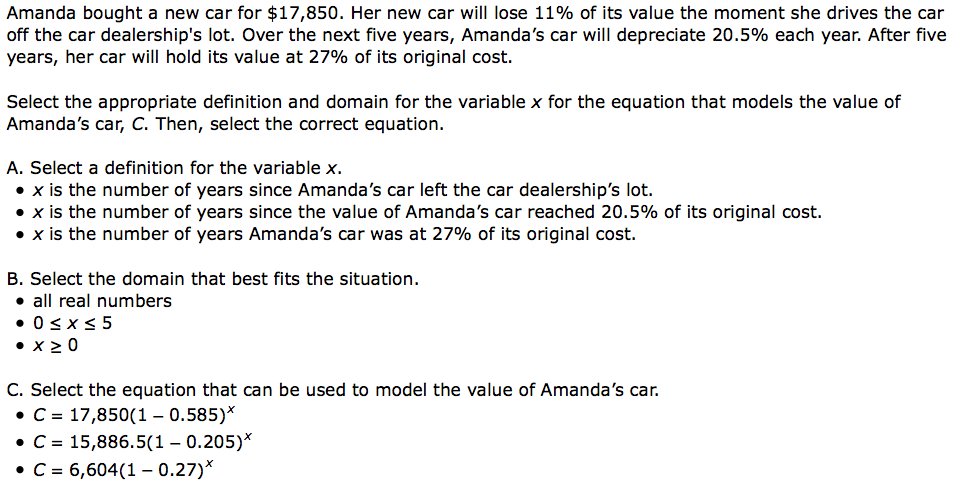 Amanda bought a new car for $17,850. Her new car will lose 11% of its value the moment she drives the car
off the car dealership's lot. Over the next five years, Amanda’s car will depreciate 20.5% each year. After five
years, her car will hold its value at 27% of its original cost.
Select the appropriate definition and domain for the variable x for the equation that models the value of
Amanda’s car, C. Then, select the correct equation.
A. Select a definition for the variable x.
• x is the number of years since Amanda’s car left the car dealership’s lot.
• x is the number of years since the value of Amanda’s car reached 20.5% of its original cost.
• x is the number of years Amanda’s car was at 27% of its original cost.
B. Select the domain that best fits the situation.
• all real numbers
• 0 ≤ x ≤ 5
• x ≥ 0
C. Select the equation that can be used to model the value of Amanda’s car.
• C = 17,850(1 – 0.585)ˣ
• C = 15,886.5(1 – 0.205)ˣ
• C = 6,604(1 – 0.27)ˣ